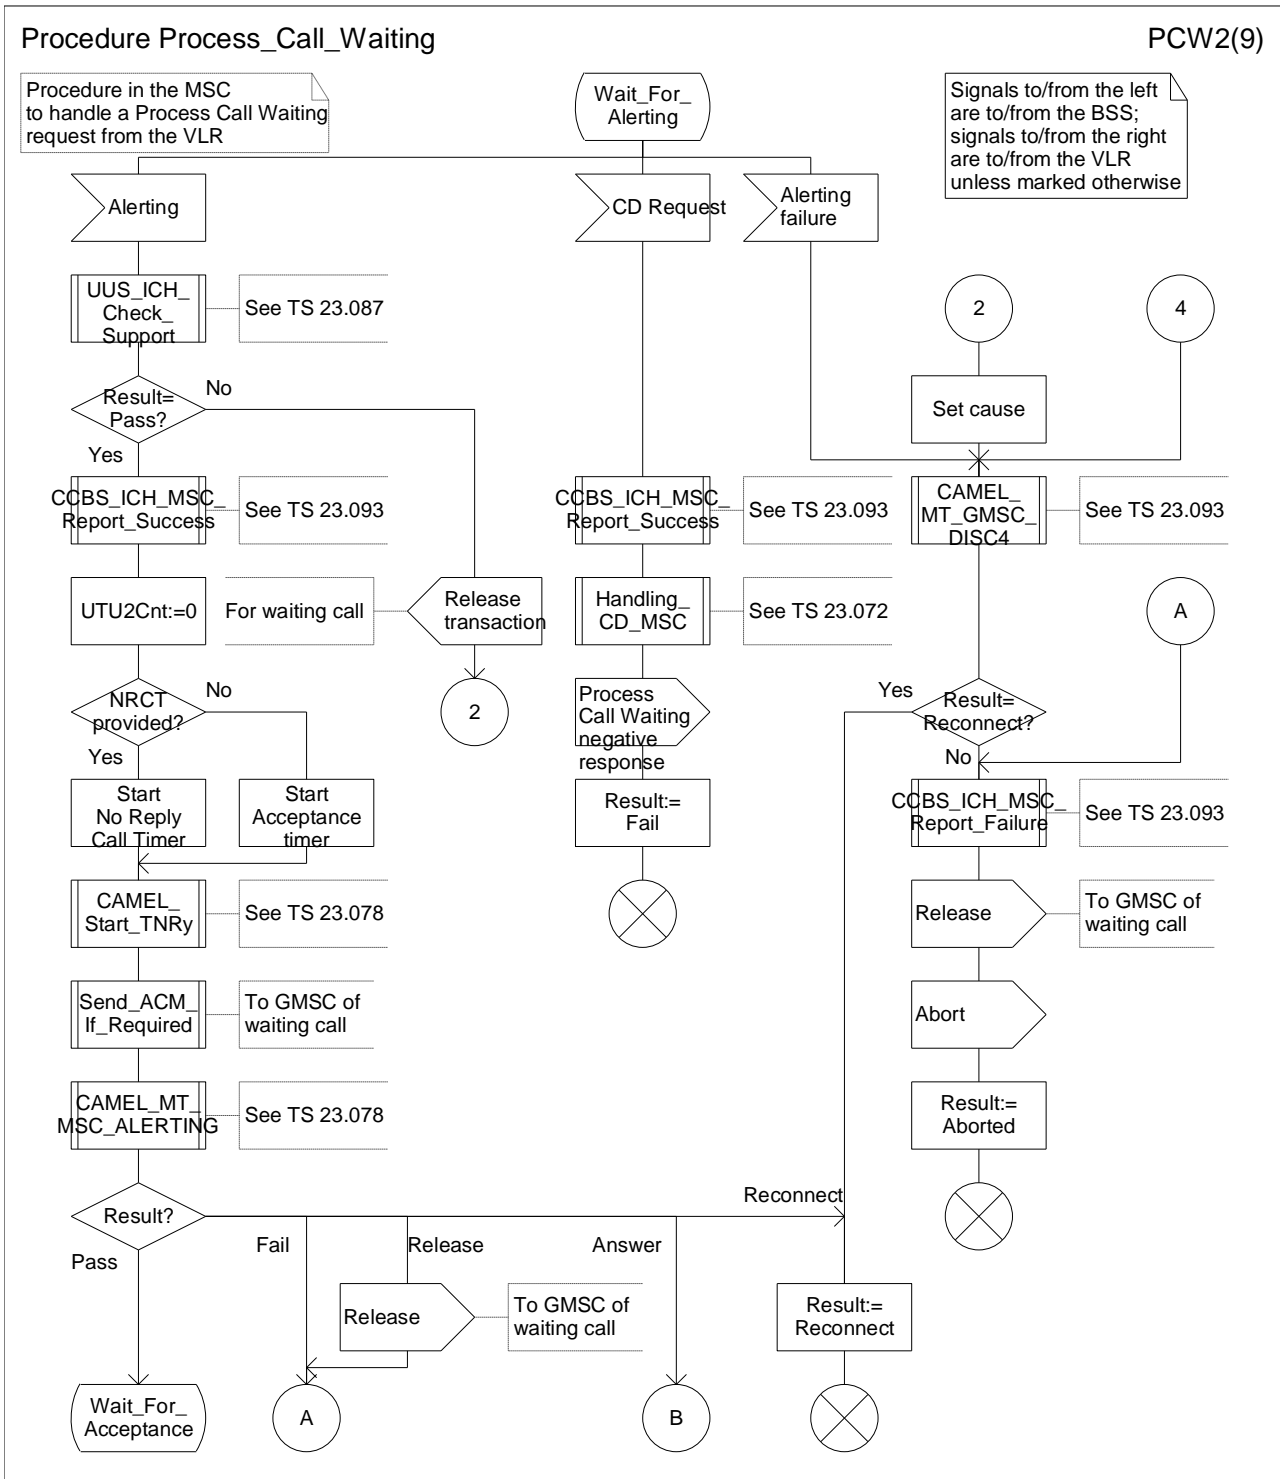 Procedure Process_Call_Waiting
PCW2(9)
Procedure in the MSC
to handle a Process Call Waiting
request from the VLR
Wait_For_
Alerting
Signals to/from the left
are to/from the BSS;
signals to/from the right
are to/from the VLR
unless marked otherwise
Alerting
CD Request
Alerting
failure
UUS_ICH_
Check_
Support
See TS 23.087
2
4
Result=
Pass?
No
Yes
Set cause
CCBS_ICH_MSC_
Report_Success
See TS 23.093
CCBS_ICH_MSC_
Report_Success
See TS 23.093
CAMEL_
MT_GMSC_
DISC4
See TS 23.093
UTU2Cnt:=0
For waiting call
Release
transaction
Handling_
CD_MSC
See TS 23.072
A
NRCT
provided?
No
Yes
2
Process
Call Waiting
negative
response
Yes
Result=
Reconnect?
No
Start
No Reply
Call Timer
Start
Acceptance
timer
Result:=
Fail
CCBS_ICH_MSC_
Report_Failure
See TS 23.093
CAMEL_
Start_TNRy
See TS 23.078
Release
To GMSC of
waiting call
Send_ACM_
If_Required
To GMSC of
waiting call
Abort
CAMEL_MT_
MSC_ALERTING
See TS 23.078
Result:=
Aborted
Result?
Reconnect
Pass
Fail
Release
Answer
Release
To GMSC of
waiting call
Result:=
Reconnect
Wait_For_
Acceptance
A
B